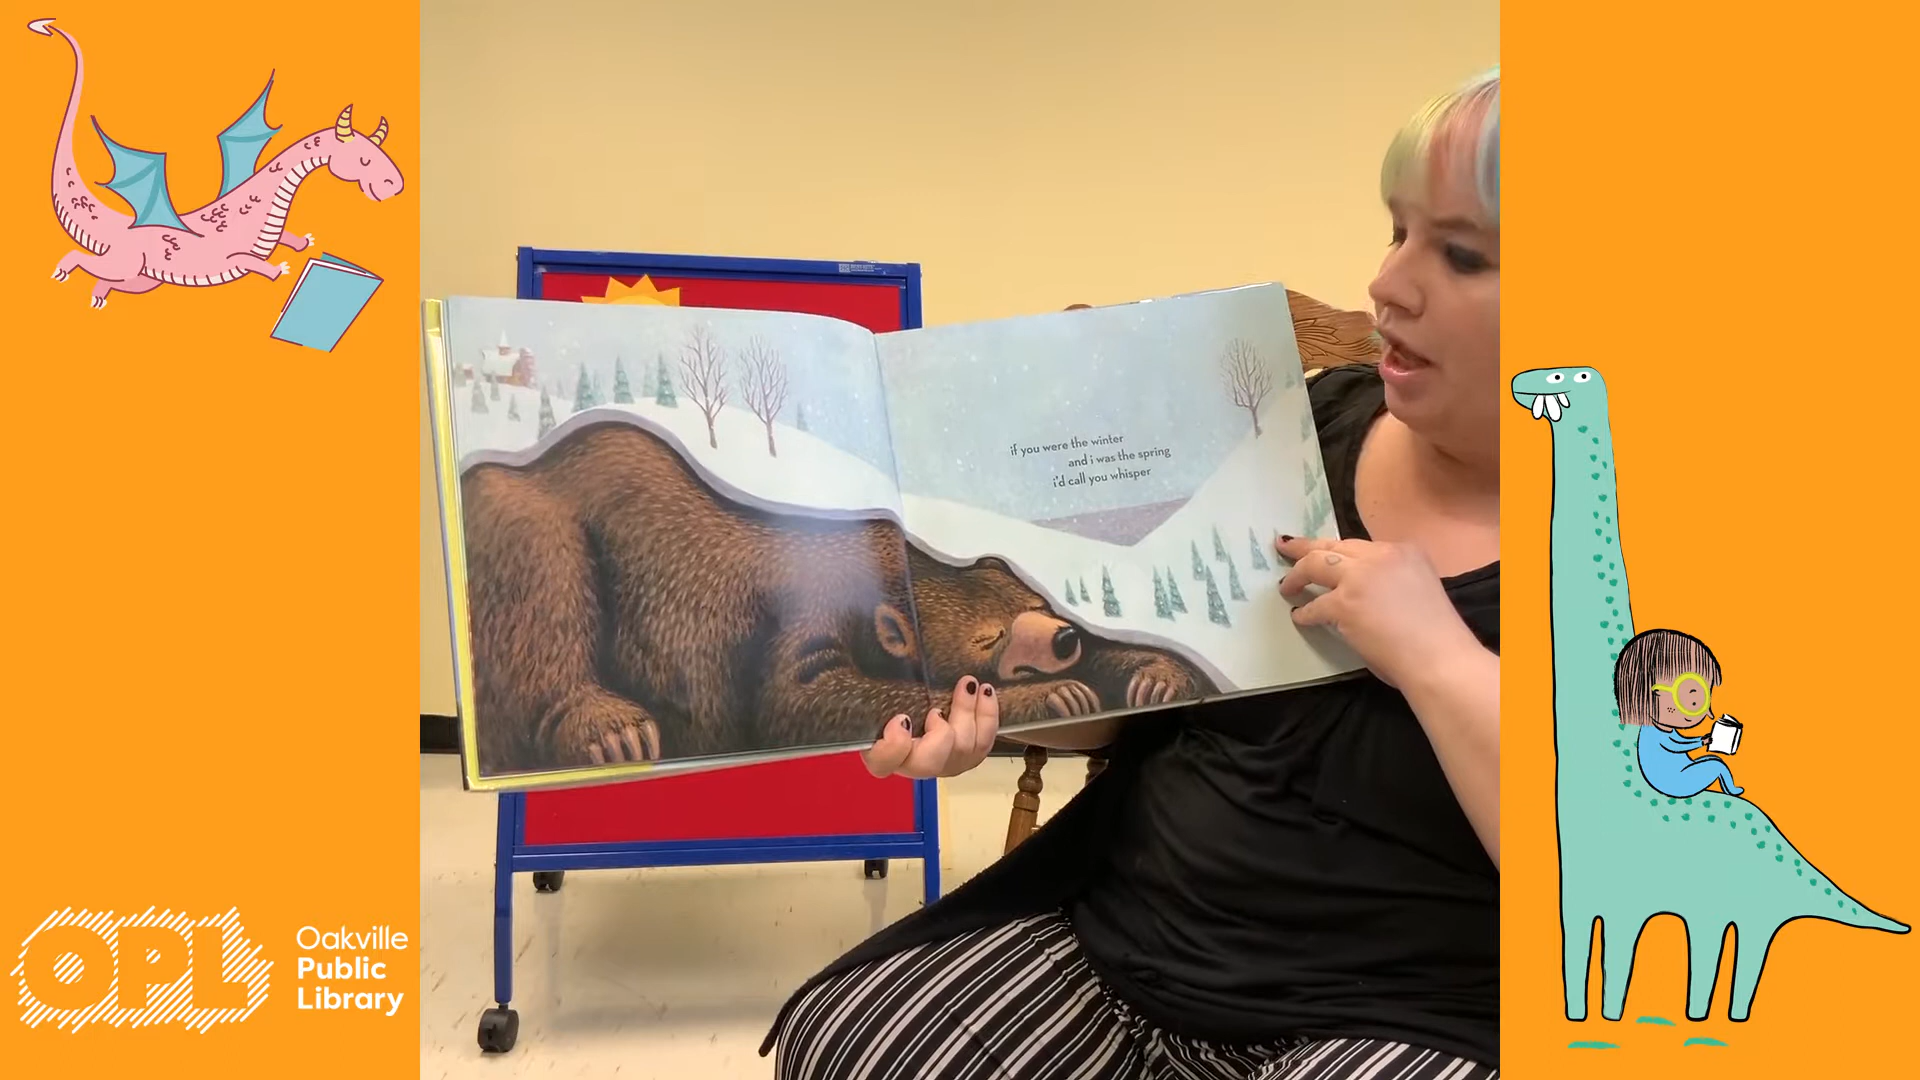 if you were the winter
and i was the spring
i'd call you whisper
OPL
Oakville
Public
Library